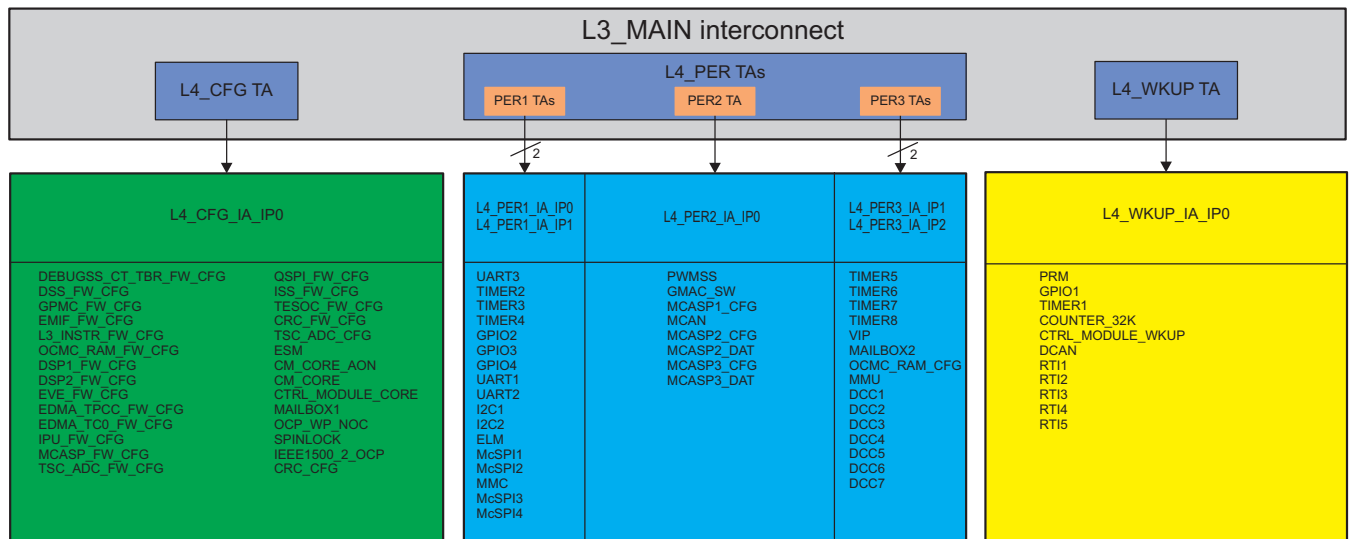 L3_MAIN interconnect
L4_CFG TA
L4_PER TAs
PER1 TAs
PER2 TA
PER3 TAs
L4_WKUP TA
2
2
L4_CFG_IA_IP0
DEBUGSS_CT_TBR_FW_CFG
DSS_FW_CFG
GPMC_FW_CFG
EMIF_FW_CFG
L3_INSTR_FW_CFG
OCMC_RAM_FW_CFG
DSP1_FW_CFG
DSP2_FW_CFG
EVE_FW_CFG
EDMA_TPCC_FW_CFG
EDMA_TC0_FW_CFG
IPU_FW_CFG
MCASP_FW_CFG
TSC_ADC_FW_CFG
QSPI_FW_CFG
ISS_FW_CFG
TESOC_FW_CFG
CRC_FW_CFG
TSC_ADC_CFG
ESM
CM_CORE_AON
CM_CORE
CTRL_MODULE_CORE
MAILBOX1
OCP_WP_NOC
SPINLOCK
IEEE1500_2_OCP
CRC_CFG
L4_PER1_IA_IP0
L4_PER1_IA_IP1
UART3
TIMER2
TIMER3
TIMER4
GPIO2
GPIO3
GPIO4
UART1
UART2
I2C1
I2C2
ELM
McSPI1
McSPI2
MMC
McSPI3
McSPI4
L4_PER2_IA_IP0
PWMSS
GMAC_SW
MCASP1_CFG
MCAN
MCASP2_CFG
MCASP2_DAT
MCASP3_CFG
MCASP3_DAT
L4_PER3_IA_IP1
L4_PER3_IA_IP2
TIMER5
TIMER6
TIMER7
TIMER8
VIP
MAILBOX2
OCMC_RAM_CFG
MMU
DCC1
DCC2
DCC3
DCC4
DCC5
DCC6
DCC7
L4_WKUP_IA_IP0
PRM
GPIO1
TIMER1
COUNTER_32K
CTRL_MODULE_WKUP
DCAN
RTI1
RTI2
RTI3
RTI4
RTI5